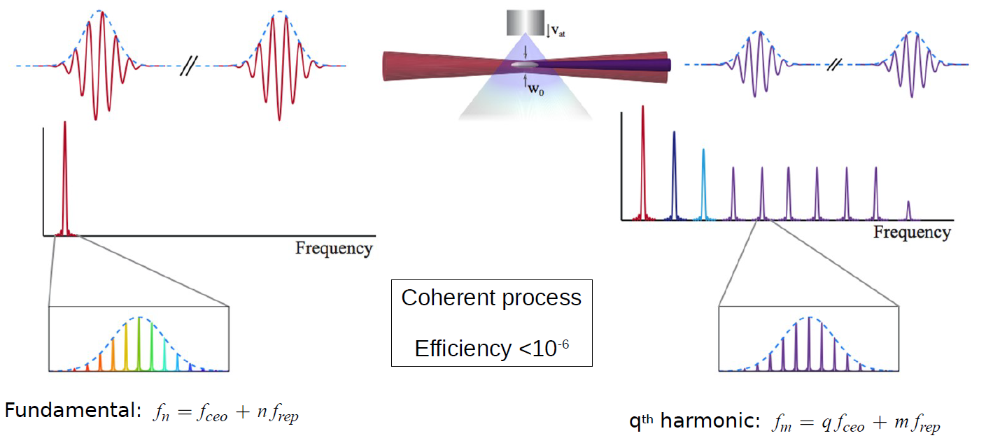 v_at
w_0
Frequency
Frequency
Coherent process
Efficiency <10^-6
Fundamental: f_n = f_ceo + n f_rep
q^th harmonic: f_m = q f_ceo + m f_rep